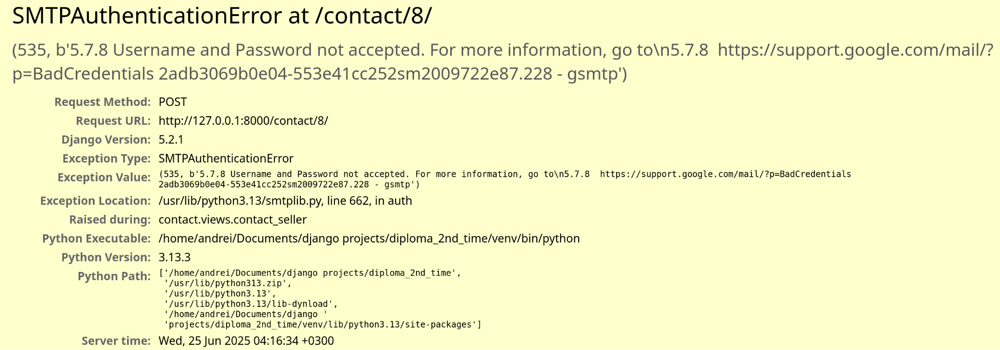 SMTPAuthenticationError at /contact/8/
(535, b'5.7.8 Username and Password not accepted. For more information, go to\n5.7.8  https://support.google.com/mail/?
p=BadCredentials 2adb3069b0e04-553e41cc252sm2009722e87.228 - gsmtp')
Request Method: POST
Request URL: http://127.0.0.1:8000/contact/8/
Django Version: 5.2.1
Exception Type: SMTPAuthenticationError
Exception Value: (535, b'5.7.8 Username and Password not accepted. For more information, go to\n5.7.8  https://support.google.com/mail/?p=BadCredentials
2adb3069b0e04-553e41cc252sm2009722e87.228 - gsmtp')
Exception Location: /usr/lib/python3.13/smtplib.py, line 662, in auth
Raised during: contact.views.contact_seller
Python Executable: /home/andrei/Documents/django projects/diploma_2nd_time/venv/bin/python
Python Version: 3.13.3
Python Path: ['/home/andrei/Documents/django projects/diploma_2nd_time',
'/usr/lib/python313.zip',
'/usr/lib/python3.13',
'/usr/lib/python3.13/lib-dynload',
'/home/andrei/Documents/django '
'projects/diploma_2nd_time/venv/lib/python3.13/site-packages']
Server time: Wed, 25 Jun 2025 04:16:34 +0300